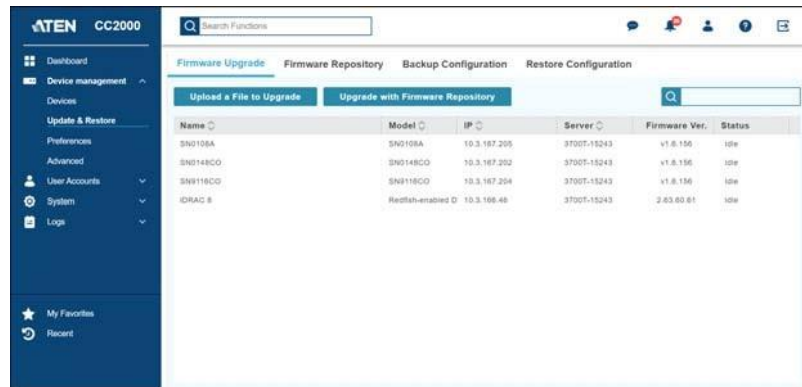 ATEN CC2000
Search Functions
Dashboard
Device management
Devices
Update & Restore
Preferences
Advanced
User Accounts
System
Logs
My Favorites
Recent
Firmware Upgrade Firmware Repository Backup Configuration Restore Configuration
Upload a File to Upgrade Upgrade with Firmware Repository
Name Model IP Server Firmware Ver. Status
SN0108A SN0108A 10.3.167.205 3700T-15243 v1.6.156 Idle
SN0148CO SN0148CO 10.3.167.202 3700T-15243 v1.6.156 Idle
SN9116CO SN9116CO 10.3.167.204 3700T-15243 v1.6.156 Idle
IDRAC 8 Redfish-enabled D 10.3.166.46 3700T-15243 2.63.60.61 Idle